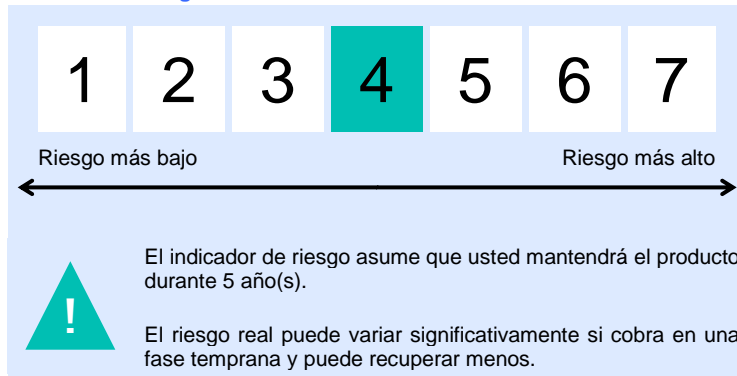 1 2 3 4 5 6 7
Riesgo más bajo Riesgo más alto
El indicador de riesgo asume que usted mantendrá el producto
durante 5 año(s).
!
El riesgo real puede variar significativamente si cobra en una
fase temprana y puede recuperar menos.